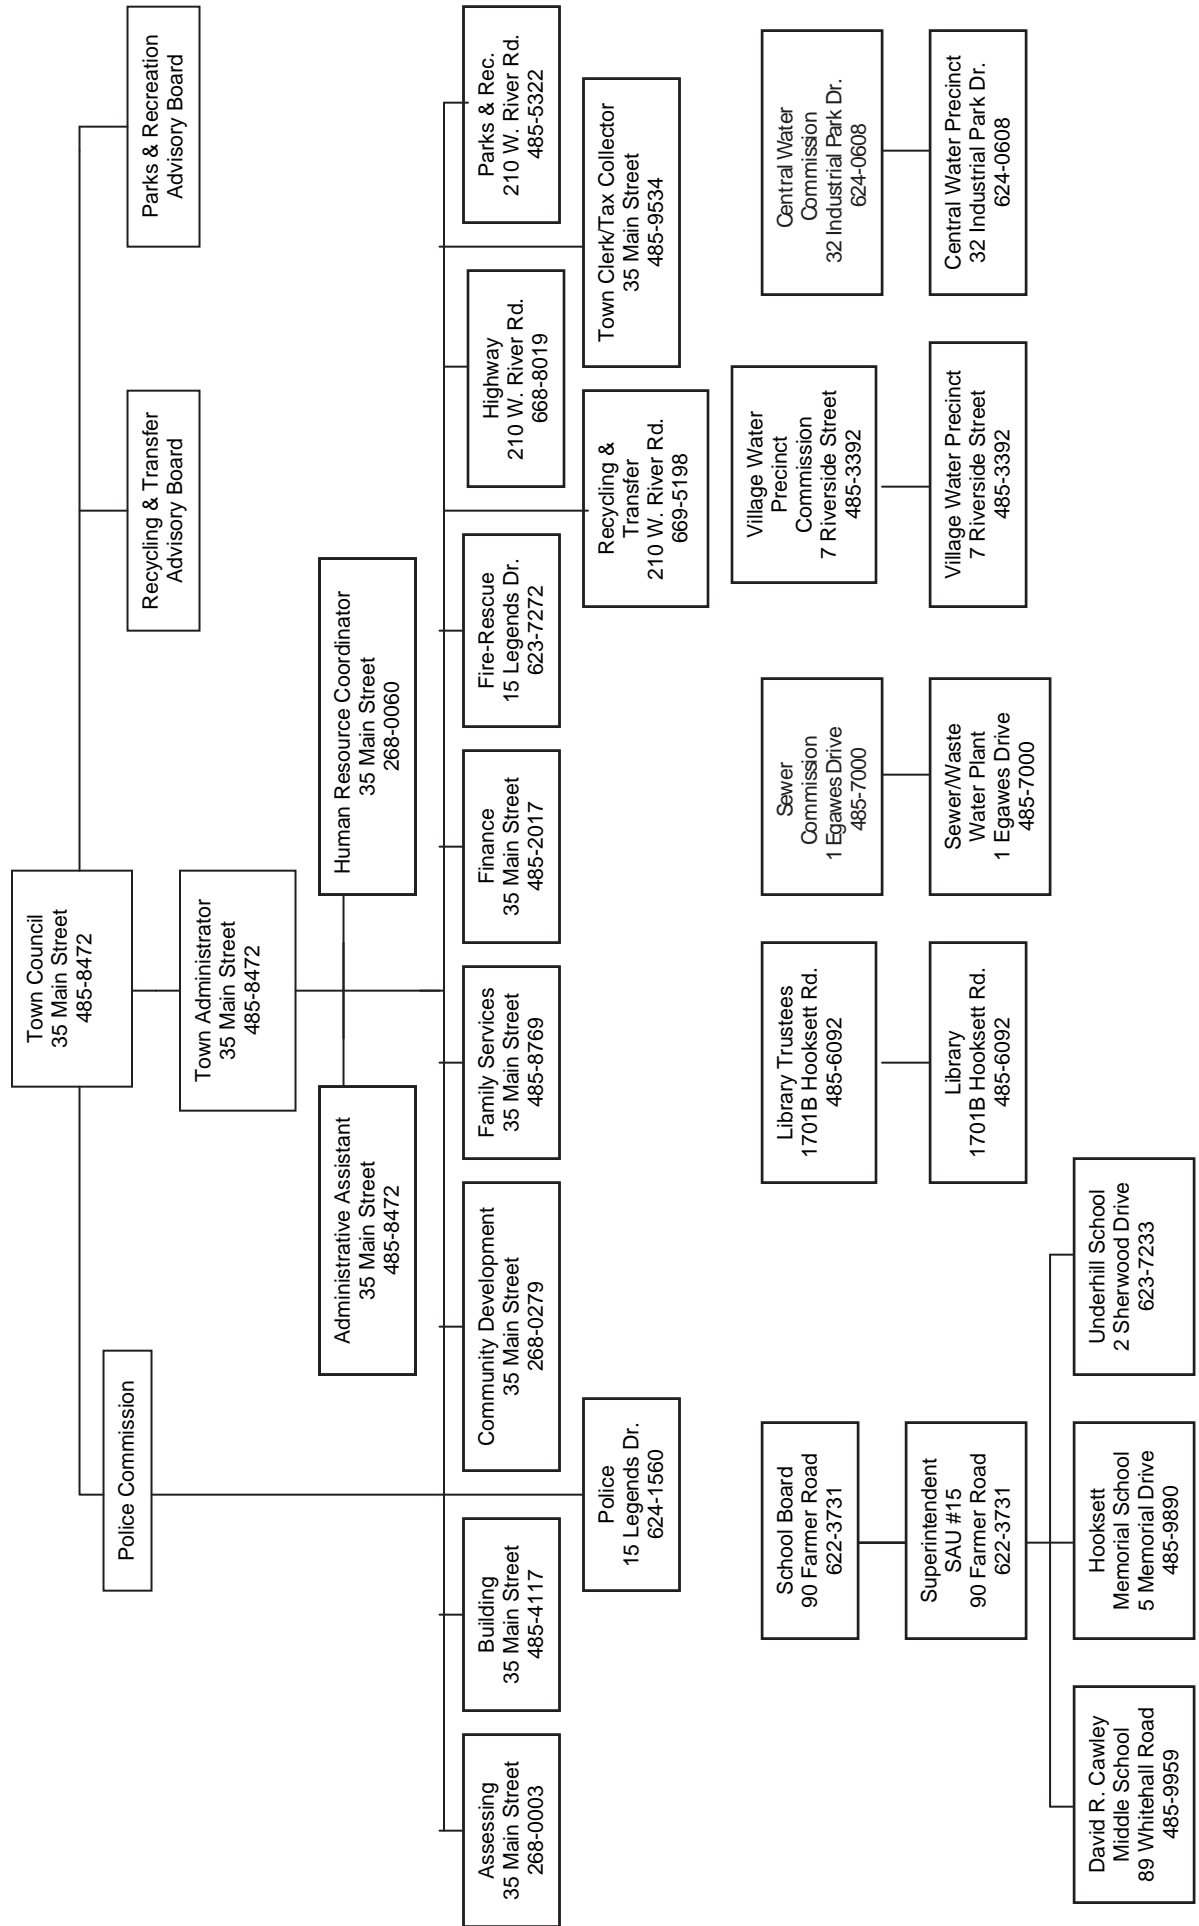 Town Council
35 Main Street
485-8472
Police Commission
Recycling & Transfer
Advisory Board
Parks & Recreation
Advisory Board
Town Administrator
35 Main Street
485-8472
Administrative Assistant
35 Main Street
485-8472
Human Resource Coordinator
35 Main Street
268-0060
Assessing
35 Main Street
268-0003
Building
35 Main Street
485-4117
Community Development
35 Main Street
268-0279
Family Services
35 Main Street
485-8769
Finance
35 Main Street
485-2017
Fire-Rescue
15 Legends Dr.
623-7272
Highway
210 W. River Rd.
668-8019
Parks & Rec.
210 W. River Rd.
485-5322
Police
15 Legends Dr.
624-1560
Recycling &
Transfer
210 W. River Rd.
669-5198
Town Clerk/Tax Collector
35 Main Street
485-9534
School Board
90 Farmer Road
622-3731
Library Trustees
1701B Hooksett Rd.
485-6092
Sewer
Commission
1 Egawes Drive
485-7000
Village Water
Precinct
Commission
7 Riverside Street
485-3392
Central Water
Commission
32 Industrial Park Dr.
624-0608
Superintendent
SAU #15
90 Farmer Road
622-3731
Library
1701B Hooksett Rd.
485-6092
Sewer/Waste
Water Plant
1 Egawes Drive
485-7000
Village Water Precinct
7 Riverside Street
485-3392
Central Water Precinct
32 Industrial Park Dr.
624-0608
David R. Cawley
Middle School
89 Whitehall Road
485-9959
Hooksett
Memorial School
5 Memorial Drive
485-9890
Underhill School
2 Sherwood Drive
623-7233